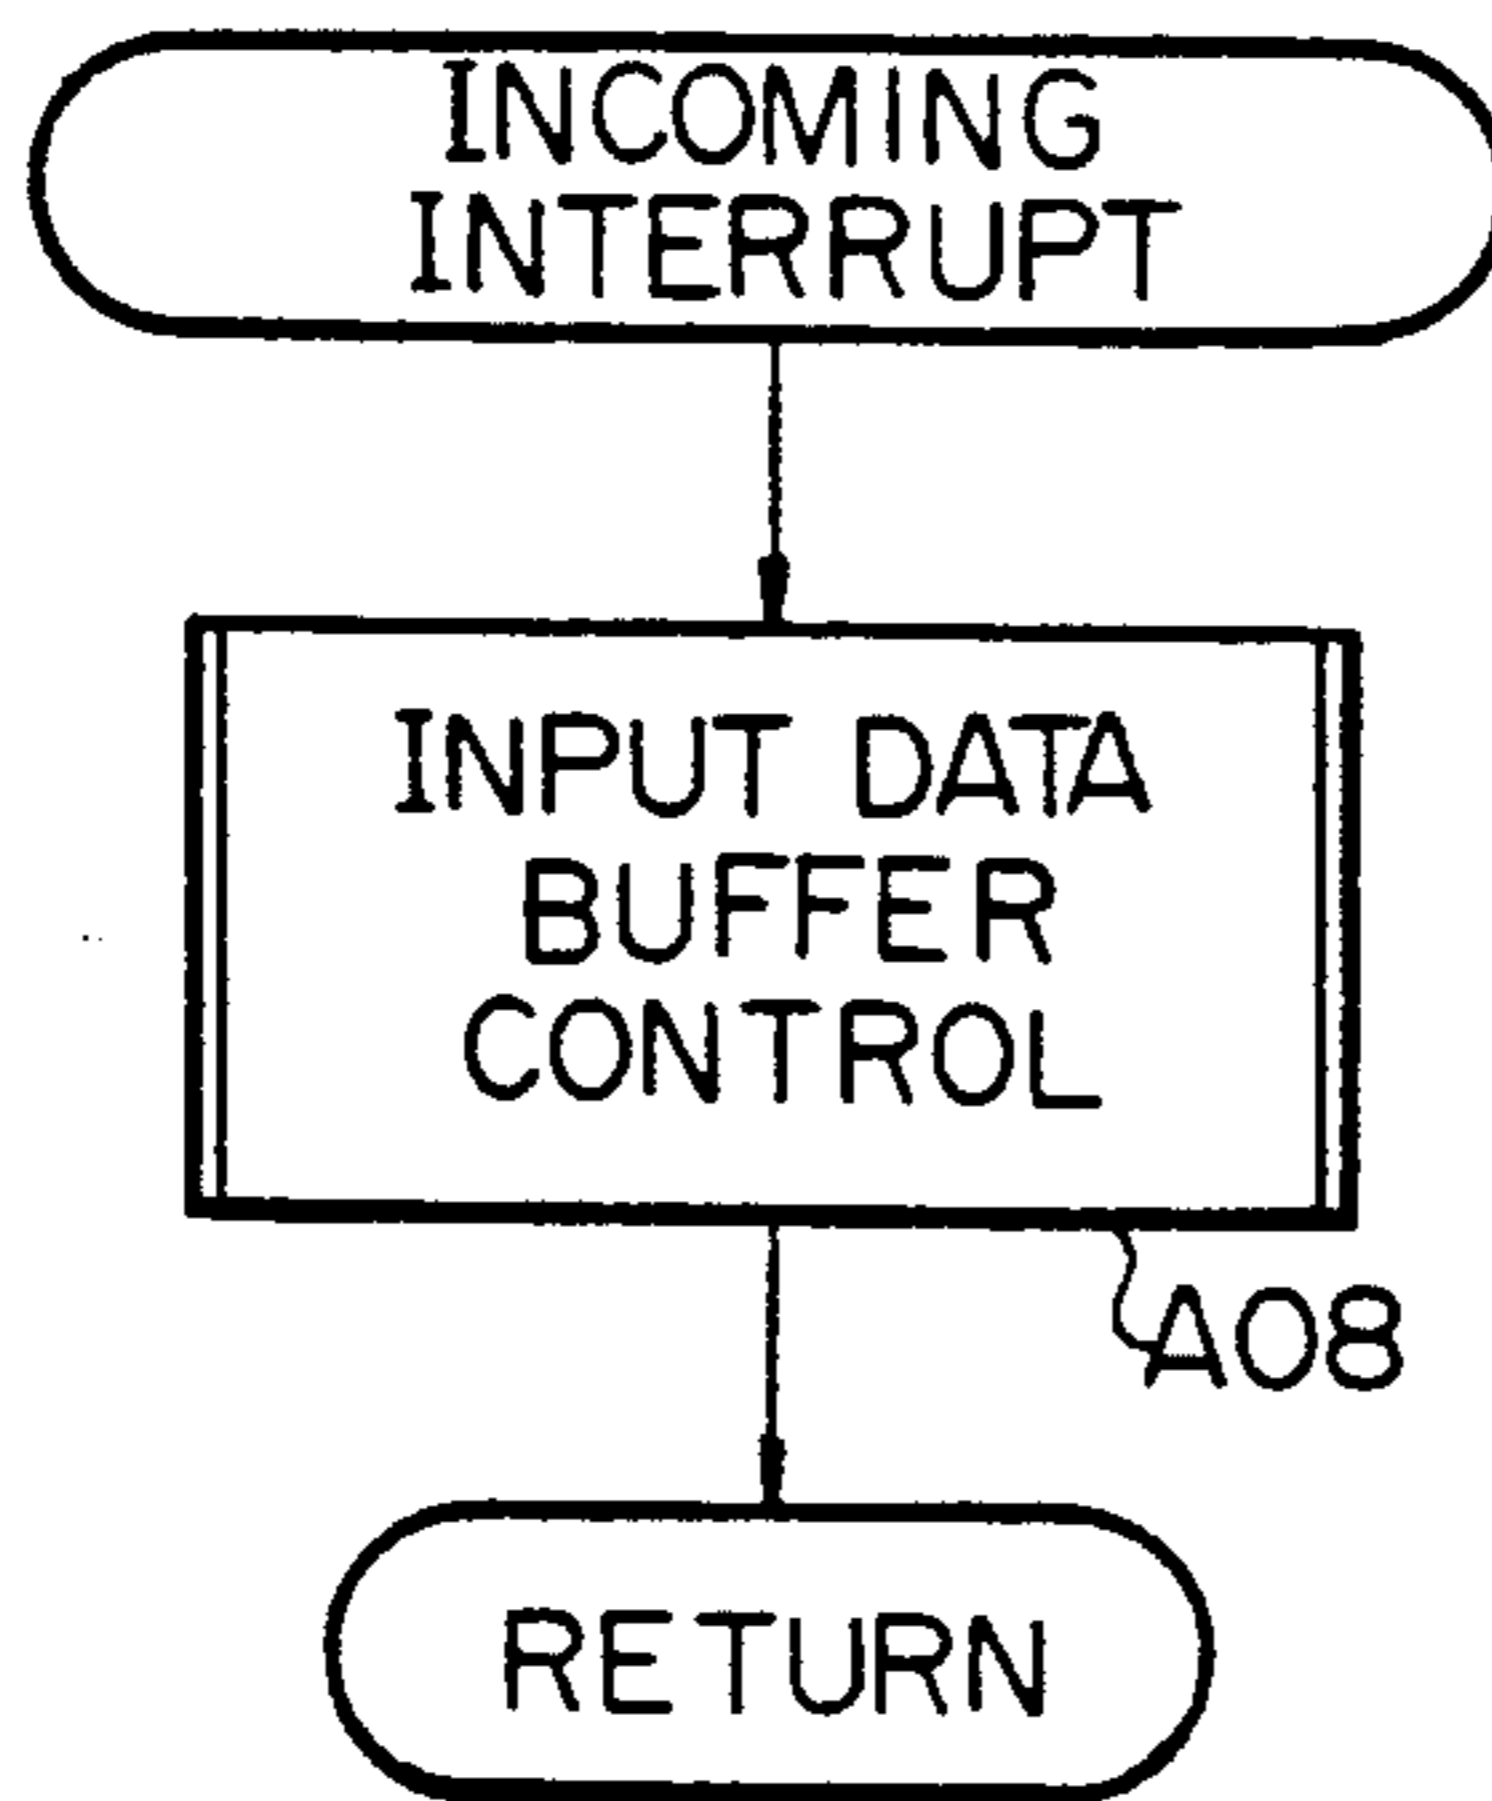 INCOMING
INTERRUPT
INPUT DATA
BUFFER
CONTROL
A08
RETURN